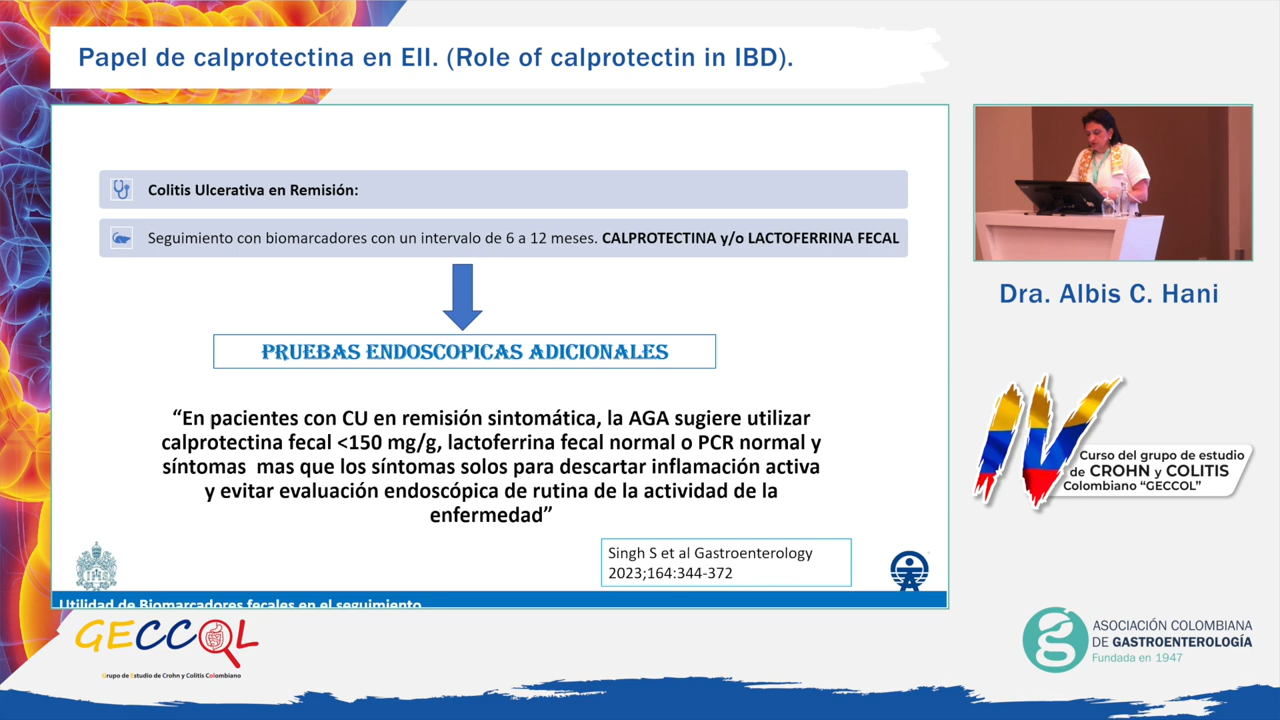 Papel de calprotectina en EII. (Role of calprotectin in IBD).
Colitis Ulcerativa en Remisión:
Seguimiento con biomarcadores con un intervalo de 6 a 12 meses. CALPROTECTINA y/o LACTOFERRINA FECAL
PRUEBAS ENDOSCOPICAS ADICIONALES
“En pacientes con CU en remisión sintomática, la AGA sugiere utilizar
calprotectina fecal <150 mg/g, lactoferrina fecal normal o PCR normal y
síntomas mas que los síntomas solos para descartar inflamación activa
y evitar evaluación endoscópica de rutina de la actividad de la
enfermedad”
Singh S et al Gastroenterology
2023;164:344-372
IHS
Utilidad de Biomarcadores fecales en el seguimiento
Dra. Albis C. Hani
IV
Curso del grupo de estudio
de CROHN y COLITIS
Colombiano “GECCOL”
GECCOL
Grupo de Estudio de Crohn y Colitis Colombiano
ASOCIACIÓN COLOMBIANA
DE GASTROENTEROLOGÍA
Fundada en 1947